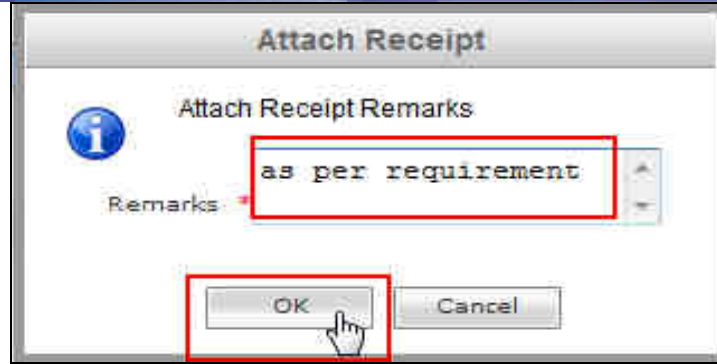 Attach Receipt
Attach Receipt Remarks
as per requirement
Remarks *
OK Cancel